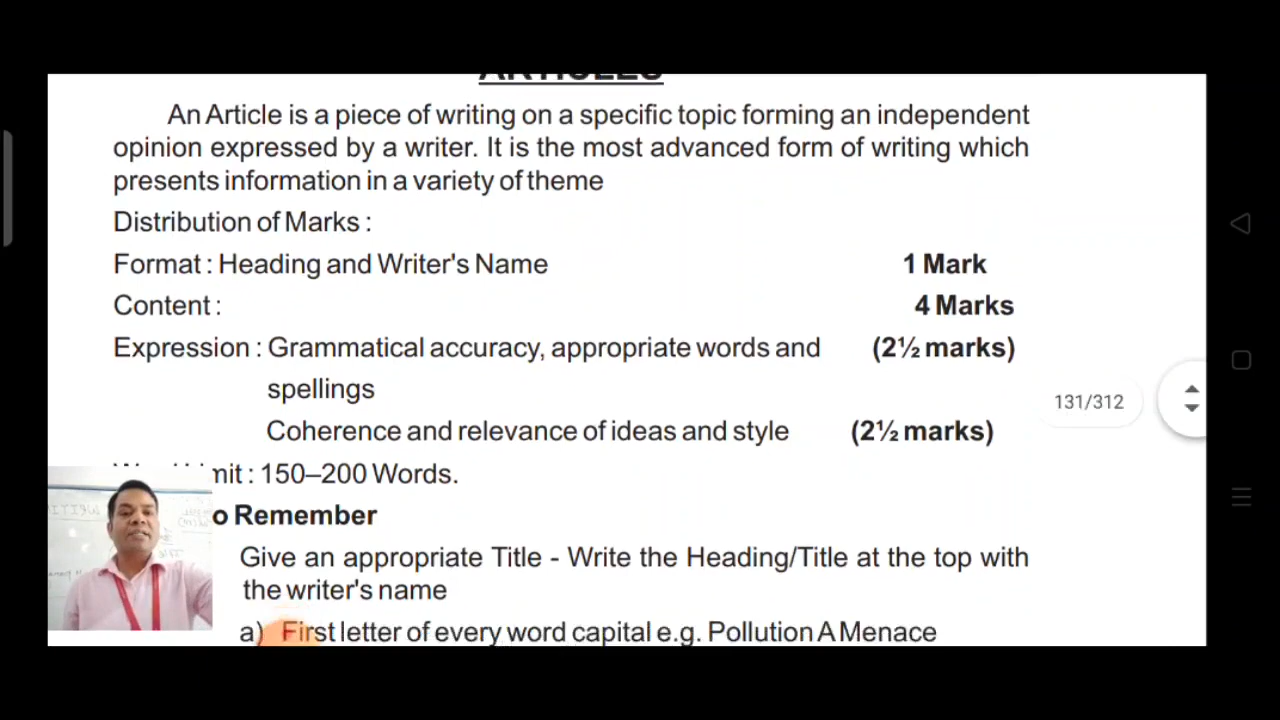 ARTICLES
An Article is a piece of writing on a specific topic forming an independent
opinion expressed by a writer. It is the most advanced form of writing which
presents information in a variety of theme
Distribution of Marks :
Format : Heading and Writer's Name 1 Mark
Content : 4 Marks
Expression : Grammatical accuracy, appropriate words and (2½ marks)
spellings
Coherence and relevance of ideas and style (2½ marks)
131/312
: 150–200 Words.
Remember
Give an appropriate Title - Write the Heading/Title at the top with
the writer's name
a) First letter of every word capital e.g. Pollution A Menace